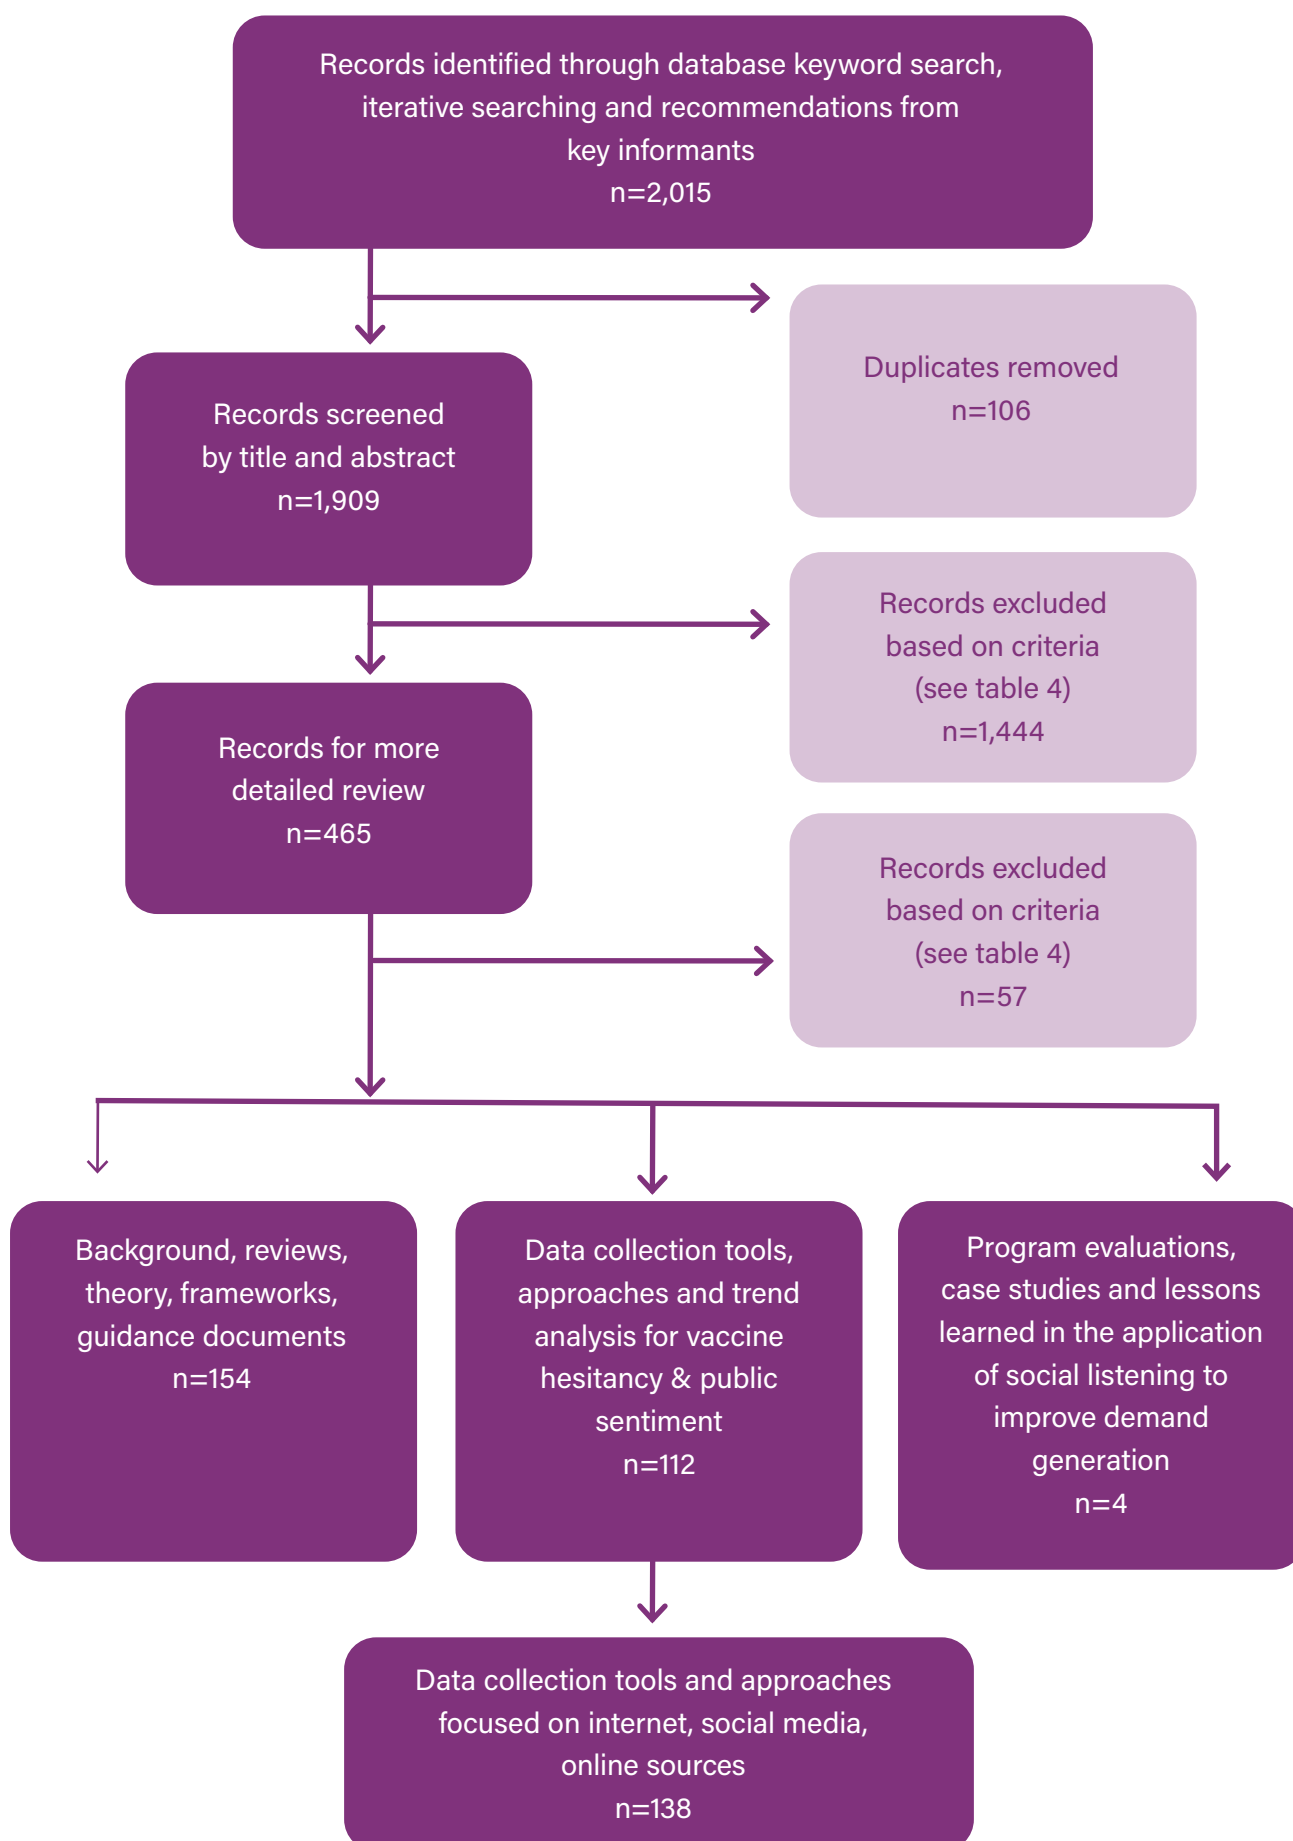 Records identified through database keyword search,
iterative searching and recommendations from
key informants
n=2,015
Duplicates removed
n=106
Records screened
by title and abstract
n=1,909
Records excluded
based on criteria
(see table 4)
n=1,444
Records for more
detailed review
n=465
Records excluded
based on criteria
(see table 4)
n=57
Background, reviews,
theory, frameworks,
guidance documents
n=154
Data collection tools,
approaches and trend
analysis for vaccine
hesitancy & public
sentiment
n=112
Program evaluations,
case studies and lessons
learned in the application
of social listening to
improve demand
generation
n=4
Data collection tools and approaches
focused on internet, social media,
online sources
n=138